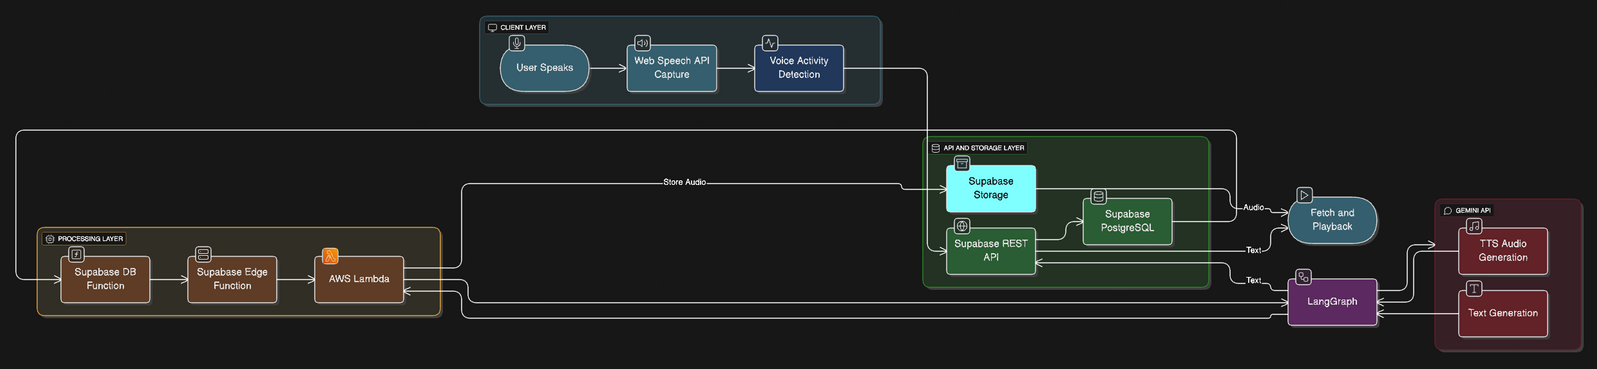 CLIENT LAYER
User Speaks
Web Speech API
Capture
Voice Activity
Detection
API AND STORAGE LAYER
Supabase
Storage
Supabase
PostgreSQL
Supabase REST
API
Store Audio
Audio
Text
Text
Fetch and
Playback
PROCESSING LAYER
Supabase DB
Function
Supabase Edge
Function
AWS Lambda
LangGraph
GEMINI API
TTS Audio
Generation
Text Generation